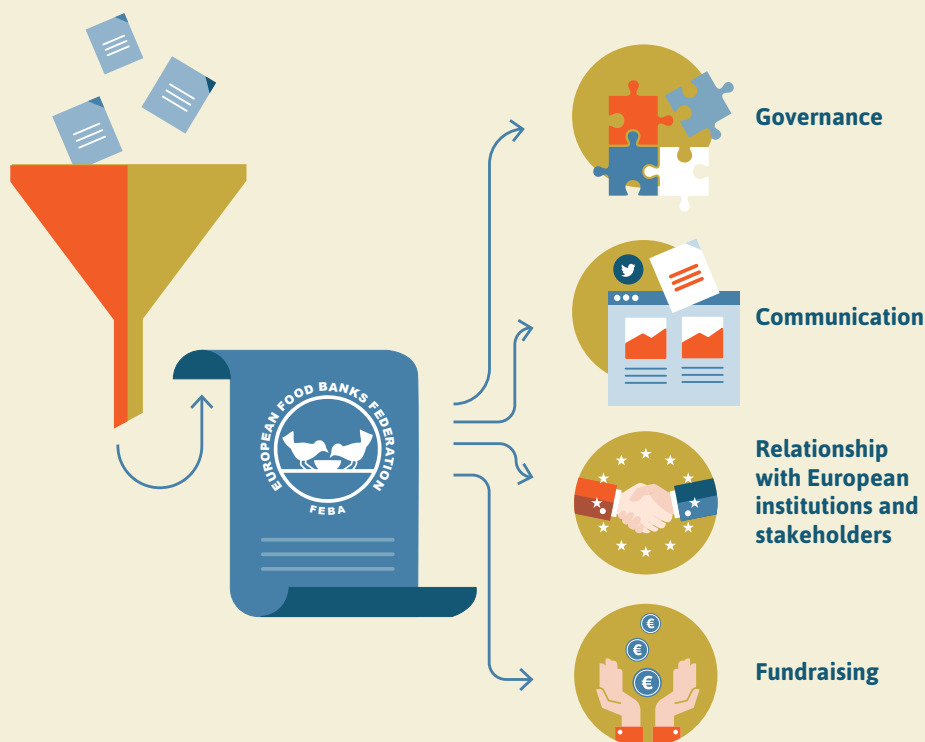 EUROPEAN FOOD BANKS FEDERATION
FEBA
Governance
Communication
Relationship
with European
institutions and
stakeholders
€
€
€
Fundraising